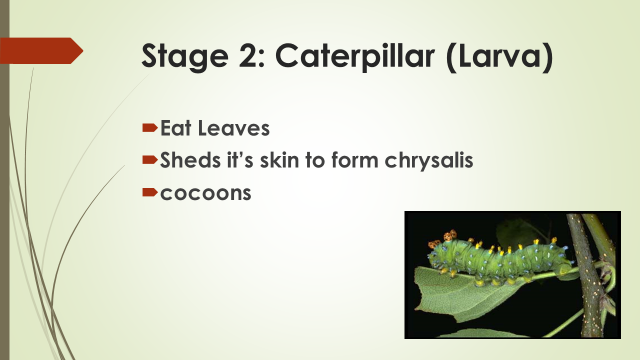 Stage 2: Caterpillar (Larva)
Eat Leaves
Sheds it’s skin to form chrysalis
cocoons